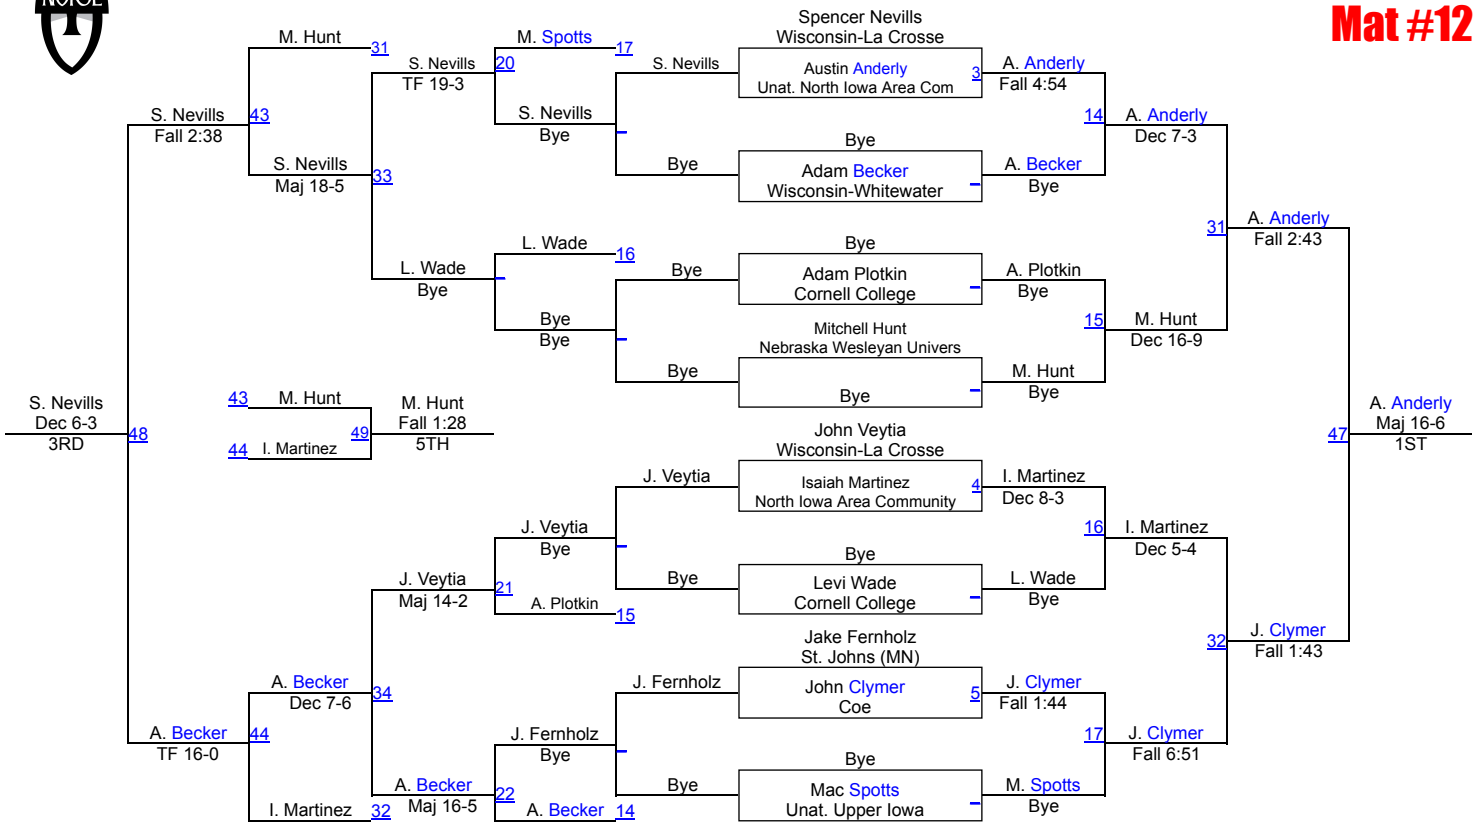 NCWOL
Mat #12
Spencer Nevills
Wisconsin-La Crosse
M. Hunt
31
M. Spotts
17
S. Nevills
TF 19-3
20
S. Nevills
Austin Anderly
Unat. North Iowa Area Com
3
A. Anderly
Fall 4:54
S. Nevills
Fall 2:38
43
S. Nevills
Bye
14
A. Anderly
Dec 7-3
Bye
S. Nevills
Maj 18-5
33
Bye
Adam Becker
Wisconsin-Whitewater
A. Becker
Bye
L. Wade
16
Bye
31
A. Anderly
Fall 2:43
L. Wade
Bye
Bye
Adam Plotkin
Cornell College
A. Plotkin
Bye
Bye
Bye
Mitchell Hunt
Nebraska Wesleyan Univers
15
M. Hunt
Dec 16-9
Bye
Bye
M. Hunt
Bye
S. Nevills
Dec 6-3
3RD
48
43
M. Hunt
44
I. Martinez
49
M. Hunt
Fall 1:28
5TH
47
A. Anderly
Maj 16-6
1ST
John Veytia
Wisconsin-La Crosse
J. Veytia
Isaiah Martinez
North Iowa Area Community
4
I. Martinez
Dec 8-3
J. Veytia
Bye
16
I. Martinez
Dec 5-4
Bye
J. Veytia
Maj 14-2
21
Bye
Levi Wade
Cornell College
L. Wade
Bye
A. Plotkin
15
Jake Fernholz
St. Johns (MN)
32
J. Clymer
Fall 1:43
A. Becker
Dec 7-6
34
J. Fernholz
John Clymer
Coe
5
J. Clymer
Fall 1:44
A. Becker
TF 16-0
44
J. Fernholz
Bye
17
J. Clymer
Fall 6:51
Bye
A. Becker
Maj 16-5
22
Bye
Mac Spotts
Unat. Upper Iowa
M. Spotts
Bye
I. Martinez
32
A. Becker
14